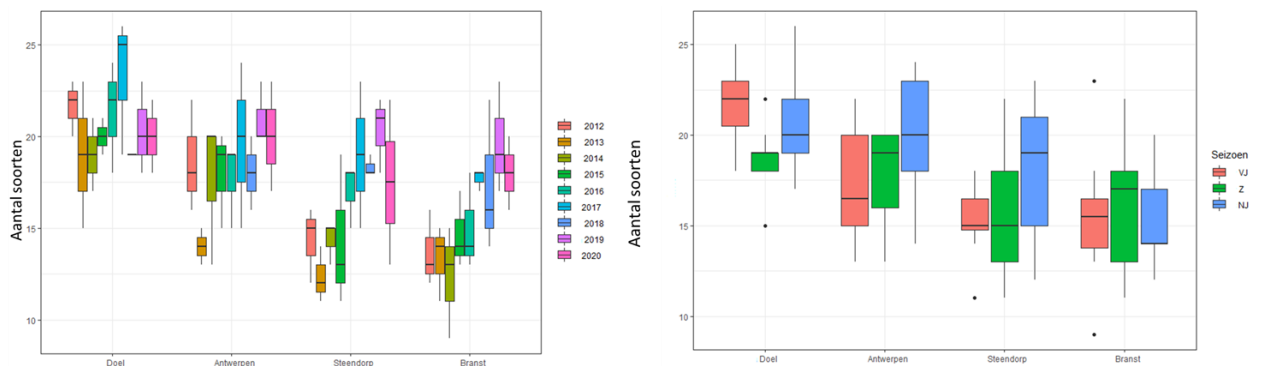 Aantal soorten
25
20
15
10
Doel
Antwerpen
Steendorp
Branst
2012
2013
2014
2015
2016
2017
2018
2019
2020
Aantal soorten
25
20
15
10
Doel
Antwerpen
Steendorp
Branst
Seizoen
VJ
Z
NJ